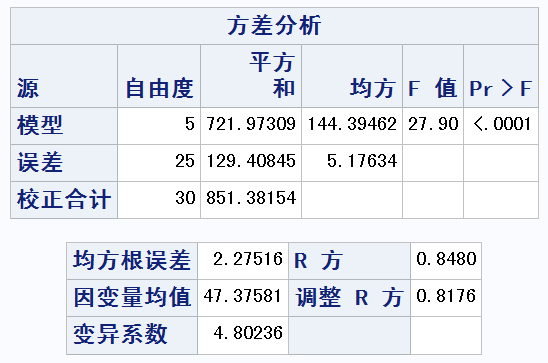 方差分析
源 自由度 平方和 均方 F 值 Pr > F
模型 5 721.97309 144.39462 27.90 <.0001
误差 25 129.40845 5.17634
校正合计 30 851.38154
均方根误差 2.27516 R 方 0.8480
因变量均值 47.37581 调整 R 方 0.8176
变异系数 4.80236